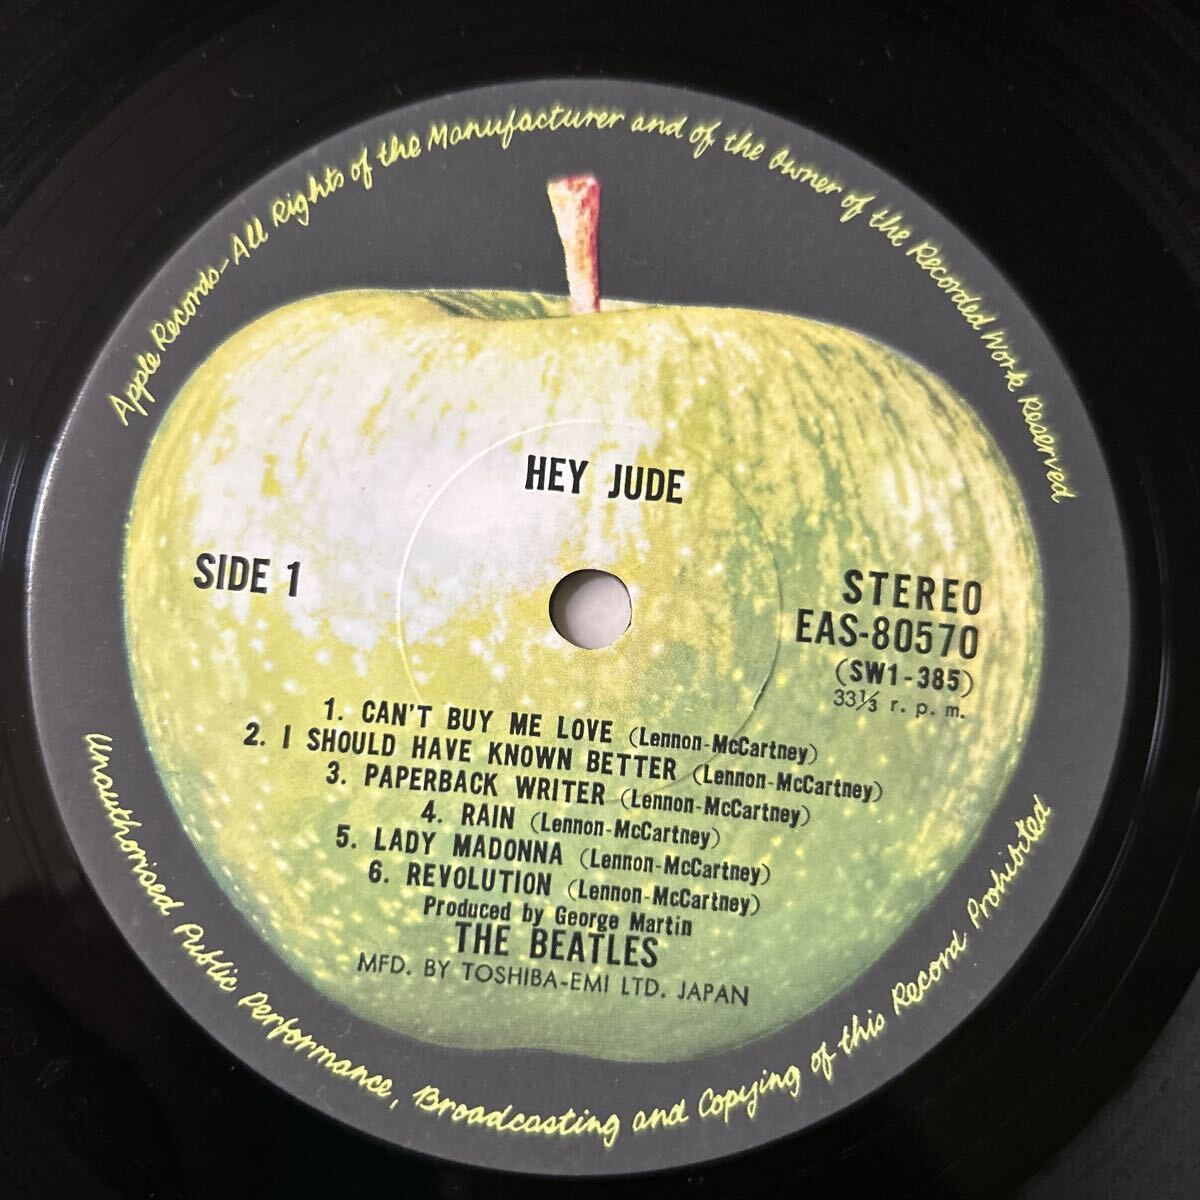 Apple Records-All Rights of the Manufacturer and of the Owner of the Recorded Work Reserved
HEY JUDE
SIDE 1
STEREO
EAS-80570
(SW1-385)
33⅓ r. p. m.
1. CAN'T BUY ME LOVE (Lennon-McCartney)
2. I SHOULD HAVE KNOWN BETTER (Lennon-McCartney)
3. PAPERBACK WRITER (Lennon-McCartney)
4. RAIN (Lennon-McCartney)
5. LADY MADONNA (Lennon-McCartney)
6. REVOLUTION (Lennon-McCartney)
Produced by George Martin
THE BEATLES
MFD. BY TOSHIBA-EMI LTD. JAPAN
Unauthorised Public Performance, Broadcasting and Copying of this Record Prohibited